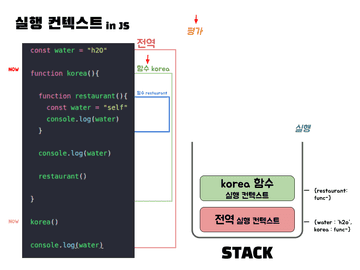 실행 컨텍스트 in JS
전역
평가
const water = "h2O"
NOW
function korea(){
함수 korea
function restaurant(){
함수 restaurant
const water = "self"
console.log(water)
}
실행
console.log(water)
restaurant()
korea 함수
실행 컨텍스트
(restaurant:
func~)
}
전역 실행 컨텍스트
(water : 'h2o',
korea : func~)
NOW
korea()
console.log(water)
STACK